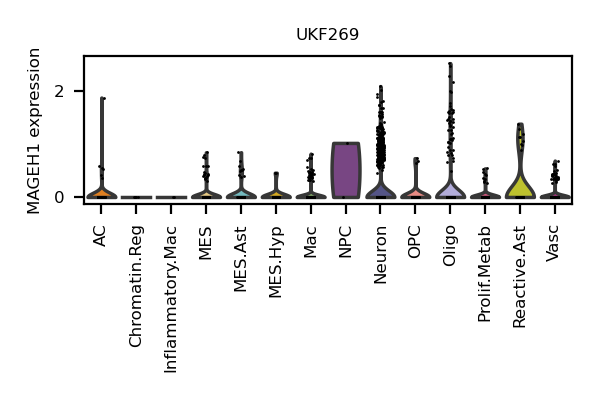 UKF269
MAGEH1 expression
2
0
AC
Chromatin.Reg
Inflammatory.Mac
MES
MES.Ast
MES.Hyp
Mac
NPC
Neuron
OPC
Oligo
Prolif.Metab
Reactive.Ast
Vasc